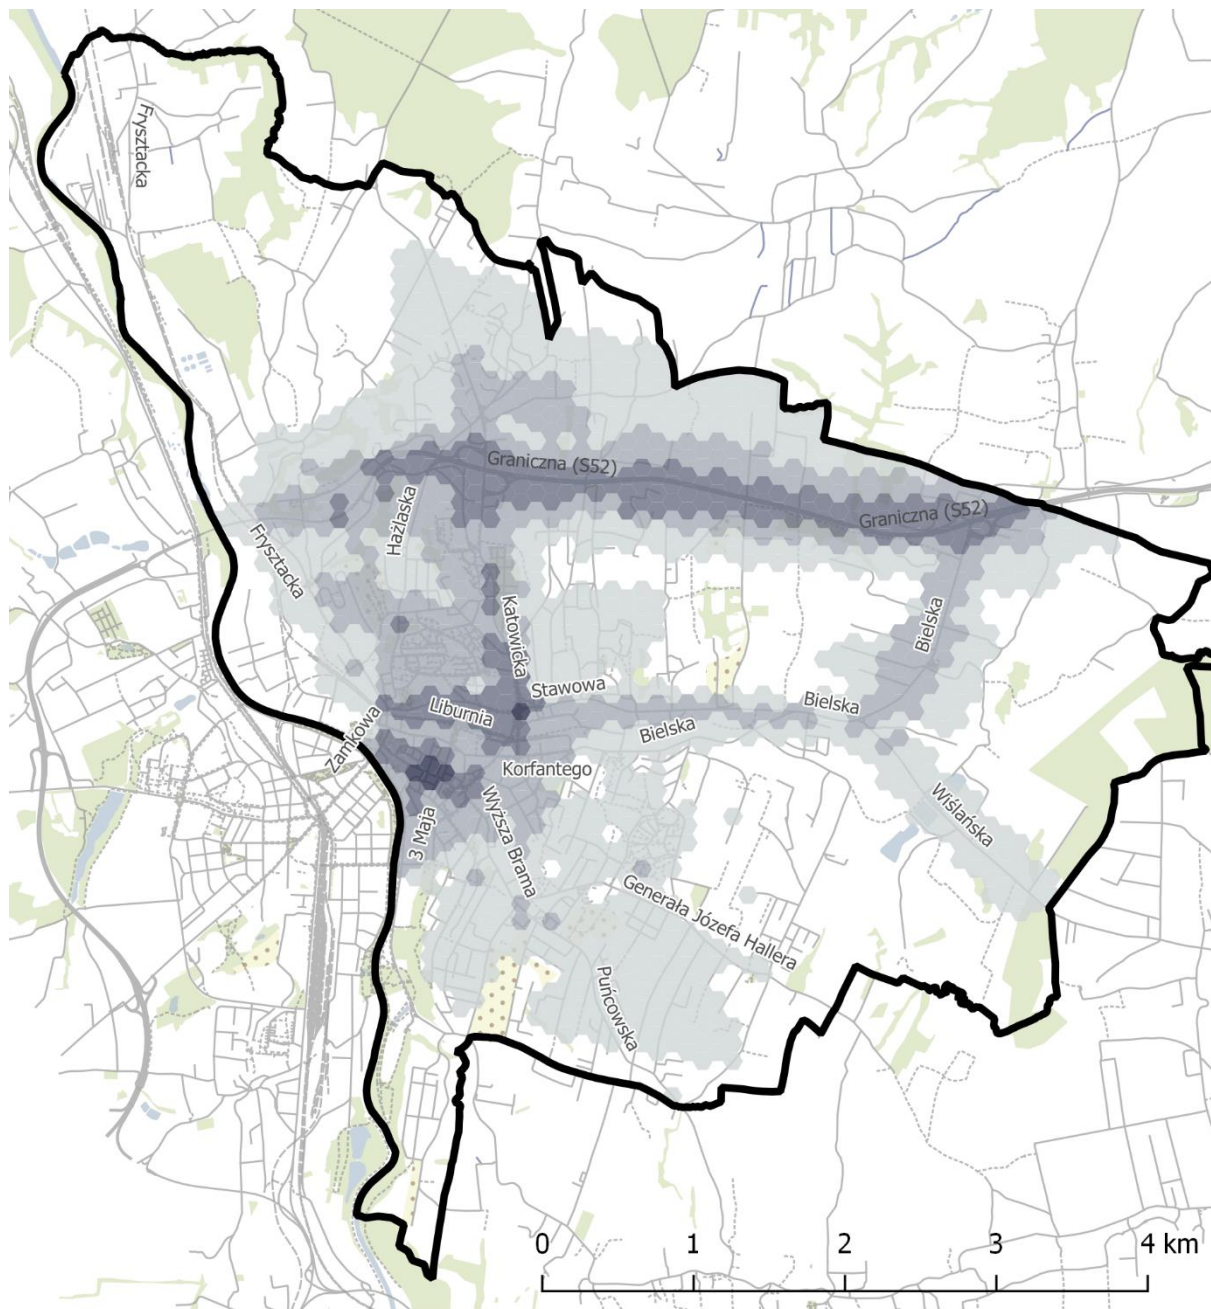 Frysztacka
Graniczna (S52)
Hażlaska
Graniczna (S52)
Frysztacka
Katowicka
Bielska
Stawowa
Liburnia
Bielska
Zamkowa
Bielska
Korfantego
Wyższa Brama
3 Maja
Wiślańska
Generała Józefa Hallera
Puńcowska
0 1 2 3 4 km